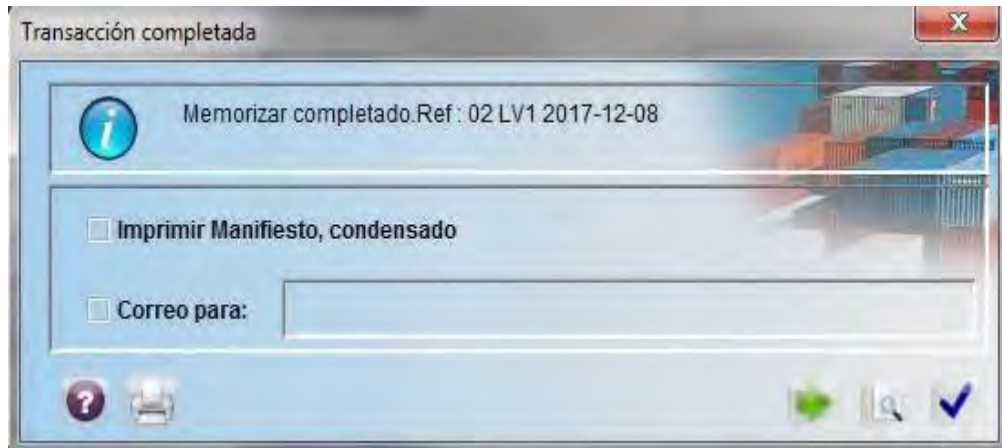 Transacción completada
Memorizar completado.Ref : 02 LV1 2017-12-08
Imprimir Manifiesto, condensado
Correo para: